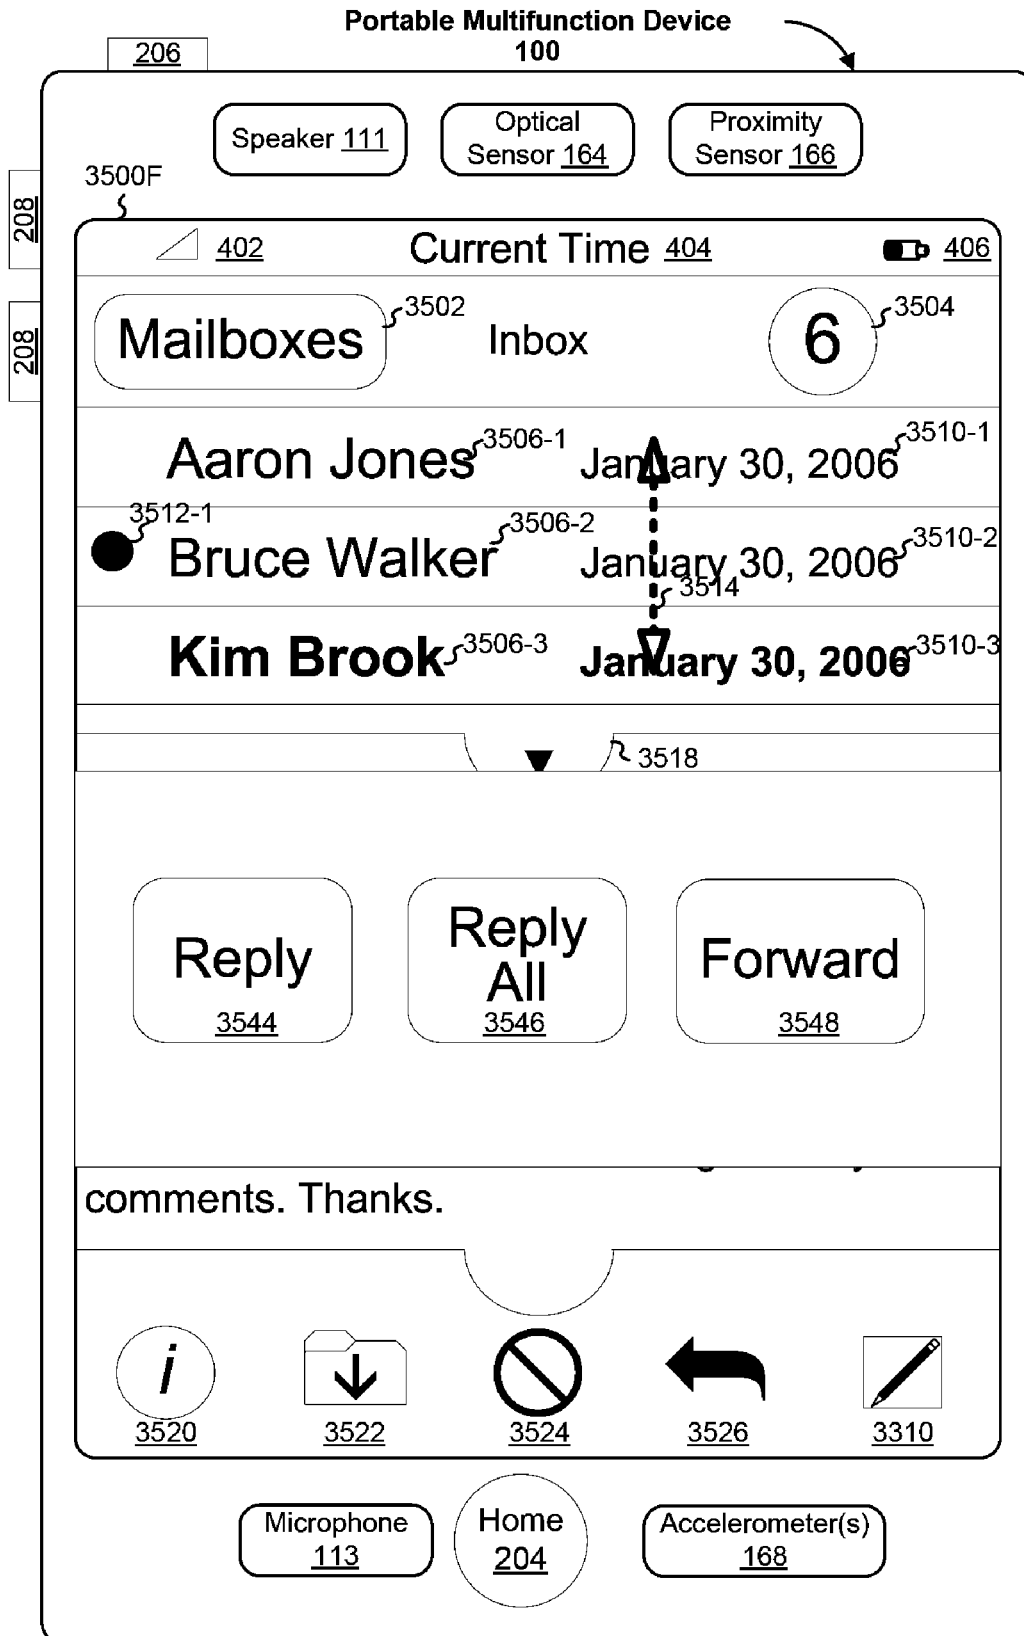 Portable Multifunction Device
100
206
Speaker 111
Optical
Sensor 164
Proximity
Sensor 166
3500F
208
208
402
Current Time 404
406
Mailboxes
3502
Inbox
6
3504
Aaron Jones
3506-1
January 30, 2006
3510-1
3512-1
Bruce Walker
3506-2
January 30, 2006
3510-2
3514
Kim Brook
3506-3
January 30, 2006
3510-3
3518
Reply
3544
Reply
All
3546
Forward
3548
comments. Thanks.
i
3520
3522
3524
3526
3310
Microphone
113
Home
204
Accelerometer(s)
168